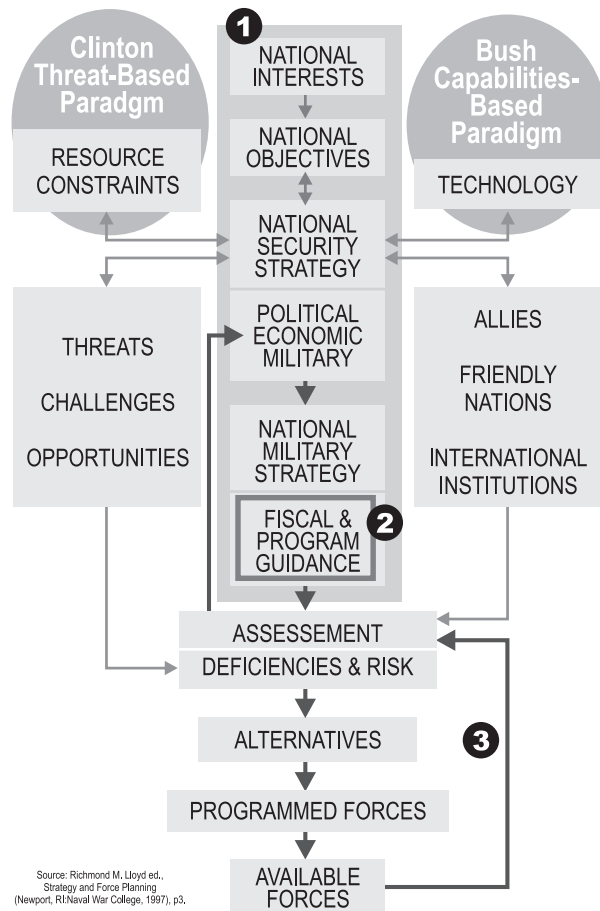 Clinton
Threat-Based
Paradgm
RESOURCE
CONSTRAINTS
1
NATIONAL
INTERESTS
NATIONAL
OBJECTIVES
NATIONAL
SECURITY
STRATEGY
POLITICAL
ECONOMIC
MILITARY
NATIONAL
MILITARY
STRATEGY
FISCAL &
PROGRAM
GUIDANCE
2
Bush
Capabilities-
Based
Paradigm
TECHNOLOGY
THREATS
CHALLENGES
OPPORTUNITIES
ALLIES
FRIENDLY
NATIONS
INTERNATIONAL
INSTITUTIONS
ASSESSEMENT
DEFICIENCIES & RISK
ALTERNATIVES
3
PROGRAMMED FORCES
AVAILABLE
FORCES
Source: Richmond M. Lloyd ed.,
Strategy and Force Planning
(Newport, RI:Naval War College, 1997), p3.